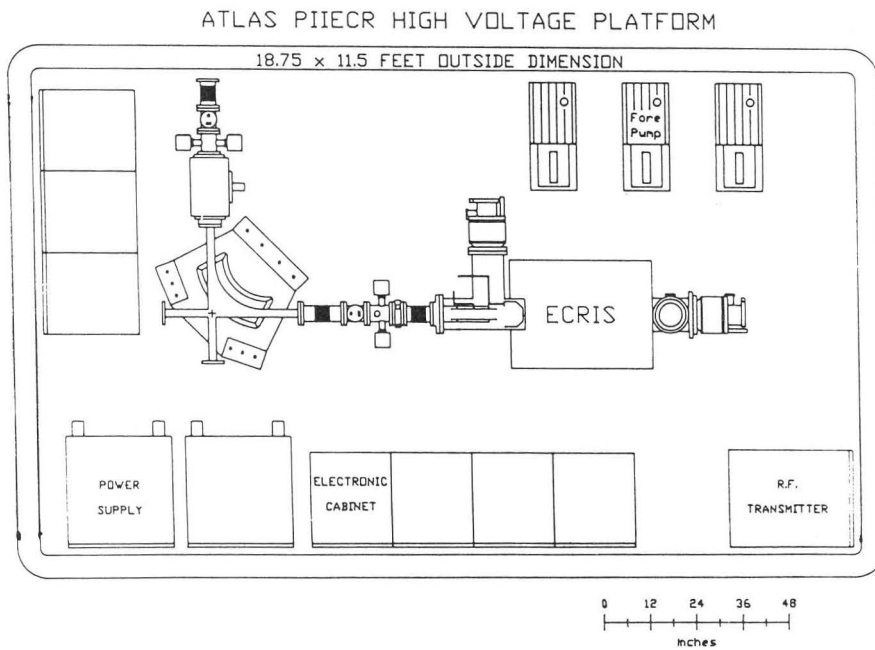 ATLAS PIIECR HIGH VOLTAGE PLATFORM
18.75 x 11.5 FEET OUTSIDE DIMENSION
Fore
Pump
ECRIS
POWER
SUPPLY
ELECTRONIC
CABINET
R.F.
TRANSMITTER
0 12 24 36 48
Inches